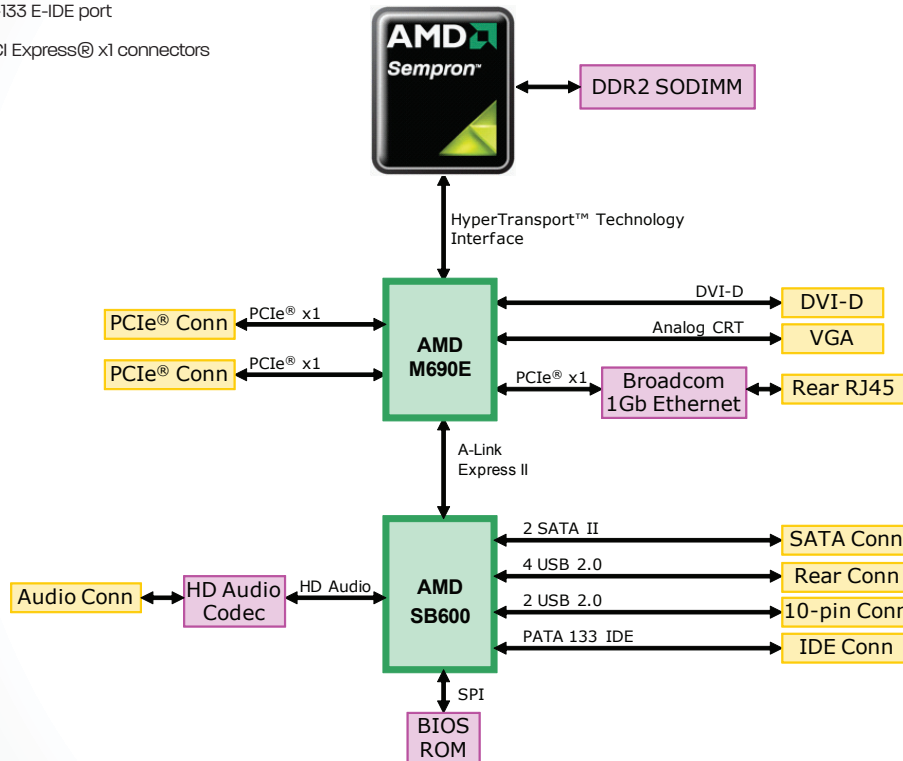 -133 E-IDE port
CI Express® x1 connectors
AMD
Sempron™
DDR2 SODIMM
HyperTransport™ Technology
Interface
PCIe® Conn
PCIe® x1
PCIe® Conn
PCIe® x1
AMD
M690E
DVI-D
DVI-D
Analog CRT
VGA
PCIe® x1
Broadcom
1Gb Ethernet
Rear RJ45
A-Link
Express II
Audio Conn
HD Audio
Codec
HD Audio
AMD
SB600
2 SATA II
SATA Conn
4 USB 2.0
Rear Conn
2 USB 2.0
10-pin Conn
PATA 133 IDE
IDE Conn
SPI
BIOS
ROM